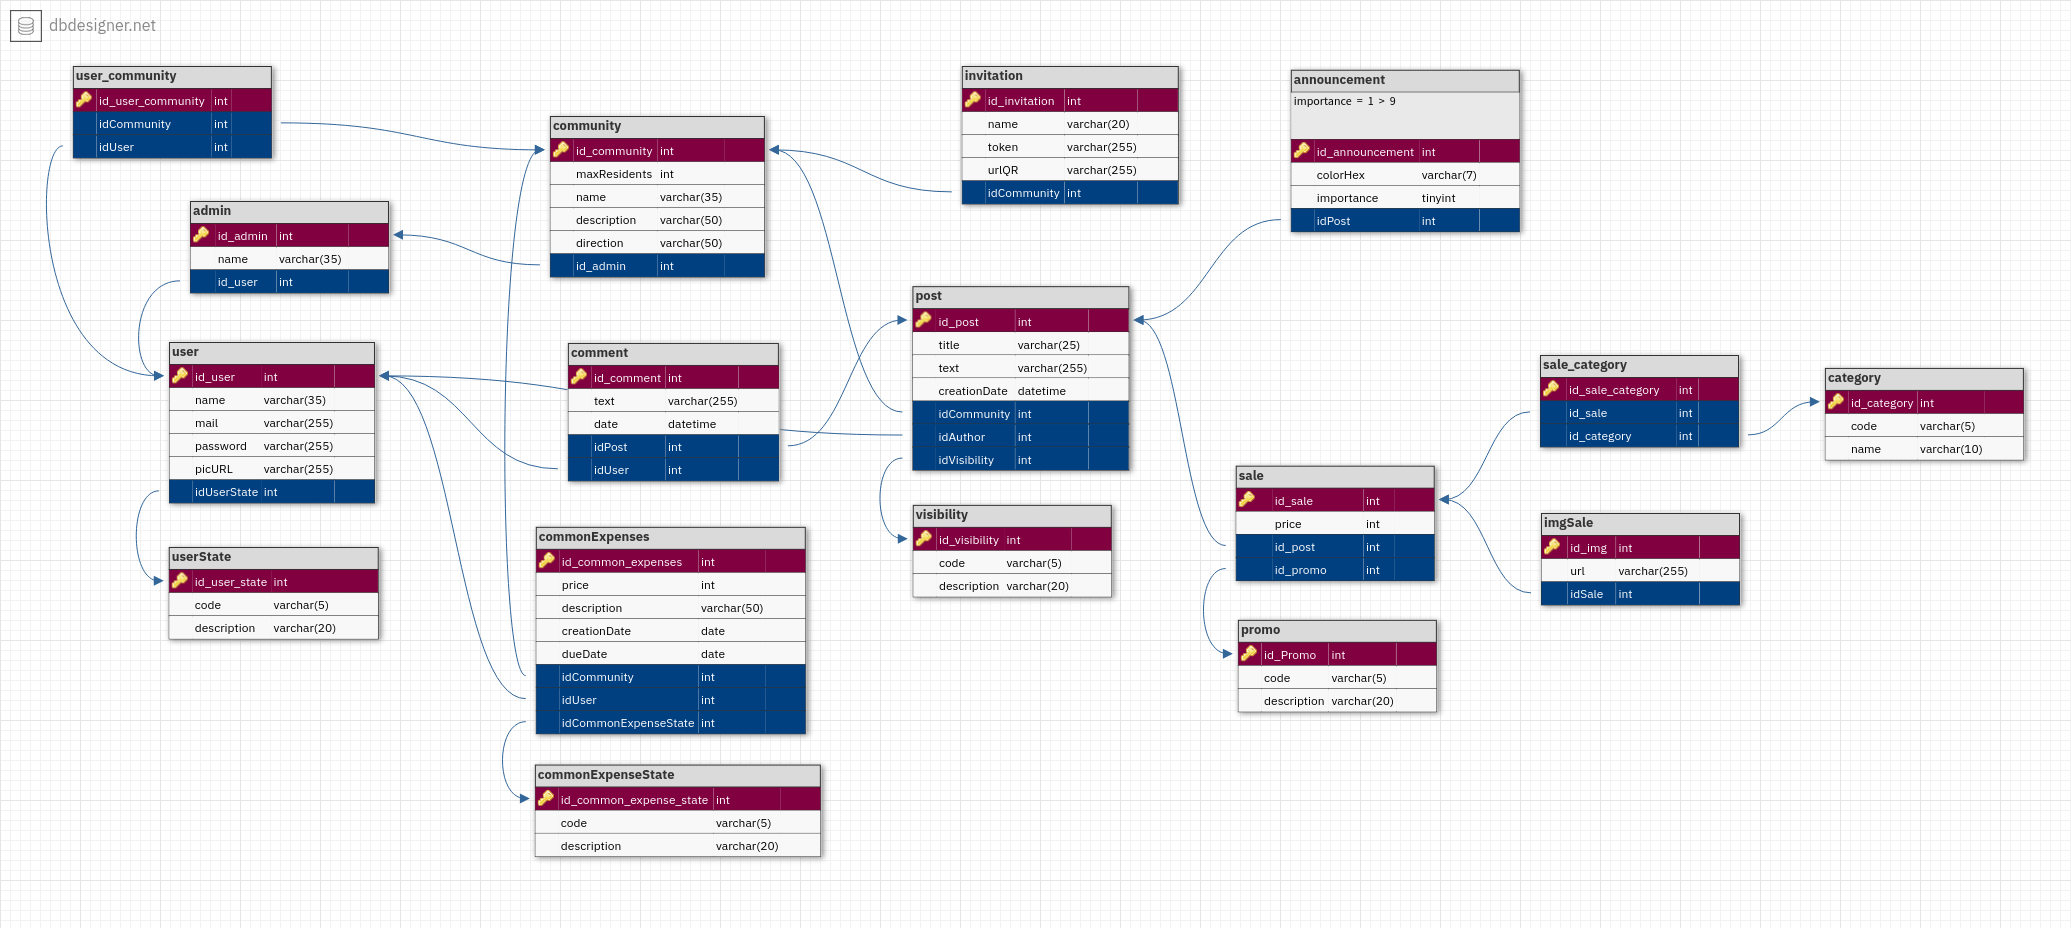 dbdesigner.net
user_community
id_user_community int
idCommunity int
idUser int
admin
id_admin int
name varchar(35)
id_user int
user
id_user int
name varchar(35)
mail varchar(255)
password varchar(255)
picURL varchar(255)
idUserState int
userState
id_user_state int
code varchar(5)
description varchar(20)
community
id_community int
maxResidents int
name varchar(35)
description varchar(50)
direction varchar(50)
id_admin int
comment
id_comment int
text varchar(255)
date datetime
idPost int
idUser int
commonExpenses
id_common_expenses int
price int
description varchar(50)
creationDate date
dueDate date
idCommunity int
idUser int
idCommonExpenseState int
commonExpenseState
id_common_expense_state int
code varchar(5)
description varchar(20)
invitation
id_invitation int
name varchar(20)
token varchar(255)
urlQR varchar(255)
idCommunity int
post
id_post int
title varchar(25)
text varchar(255)
creationDate datetime
idCommunity int
idAuthor int
idVisibility int
visibility
id_visibility int
code varchar(5)
description varchar(20)
announcement
importance = 1 > 9
id_announcement int
colorHex varchar(7)
importance tinyint
idPost int
sale
id_sale int
price int
id_post int
id_promo int
promo
id_Promo int
code varchar(5)
description varchar(20)
sale_category
id_sale_category int
id_sale int
id_category int
imgSale
id_img int
url varchar(255)
idSale int
category
id_category int
code varchar(5)
name varchar(10)